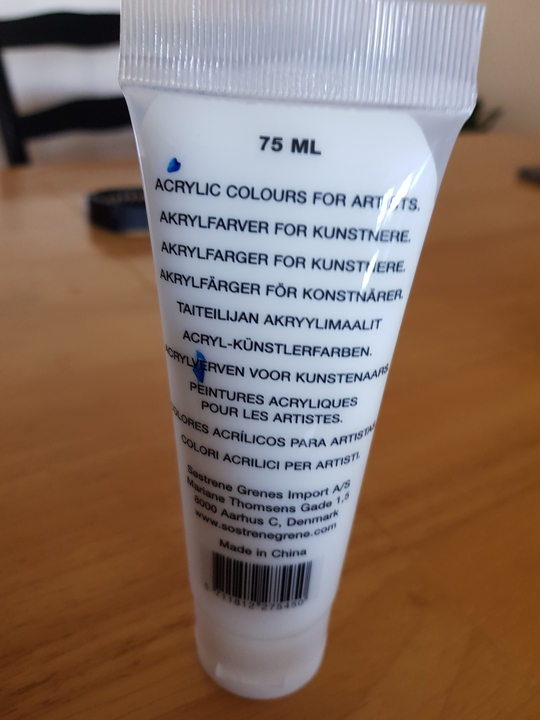 75 ML
ACRYLIC COLOURS FOR ARTISTS.
AKRYLFARVER FOR KUNSTNERE.
AKRYLFARGER FOR KUNSTNERE.
AKRYLFÄRGER FÖR KONSTNÄRER.
TAITEILIJAN AKRYYLIMAALIT
ACRYL-KÜNSTLERFARBEN.
ACRYLVERVEN VOOR KUNSTENAARS
PEINTURES ACRYLIQUES
POUR LES ARTISTES.
COLORES ACRÍLICOS PARA ARTISTAS
COLORI ACRILICI PER ARTISTI.
Søstrene Grenes Import A/S
Mariane Thomsens Gade 1,5
8000 Aarhus C, Denmark
www.sostrenegrene.com
Made in China